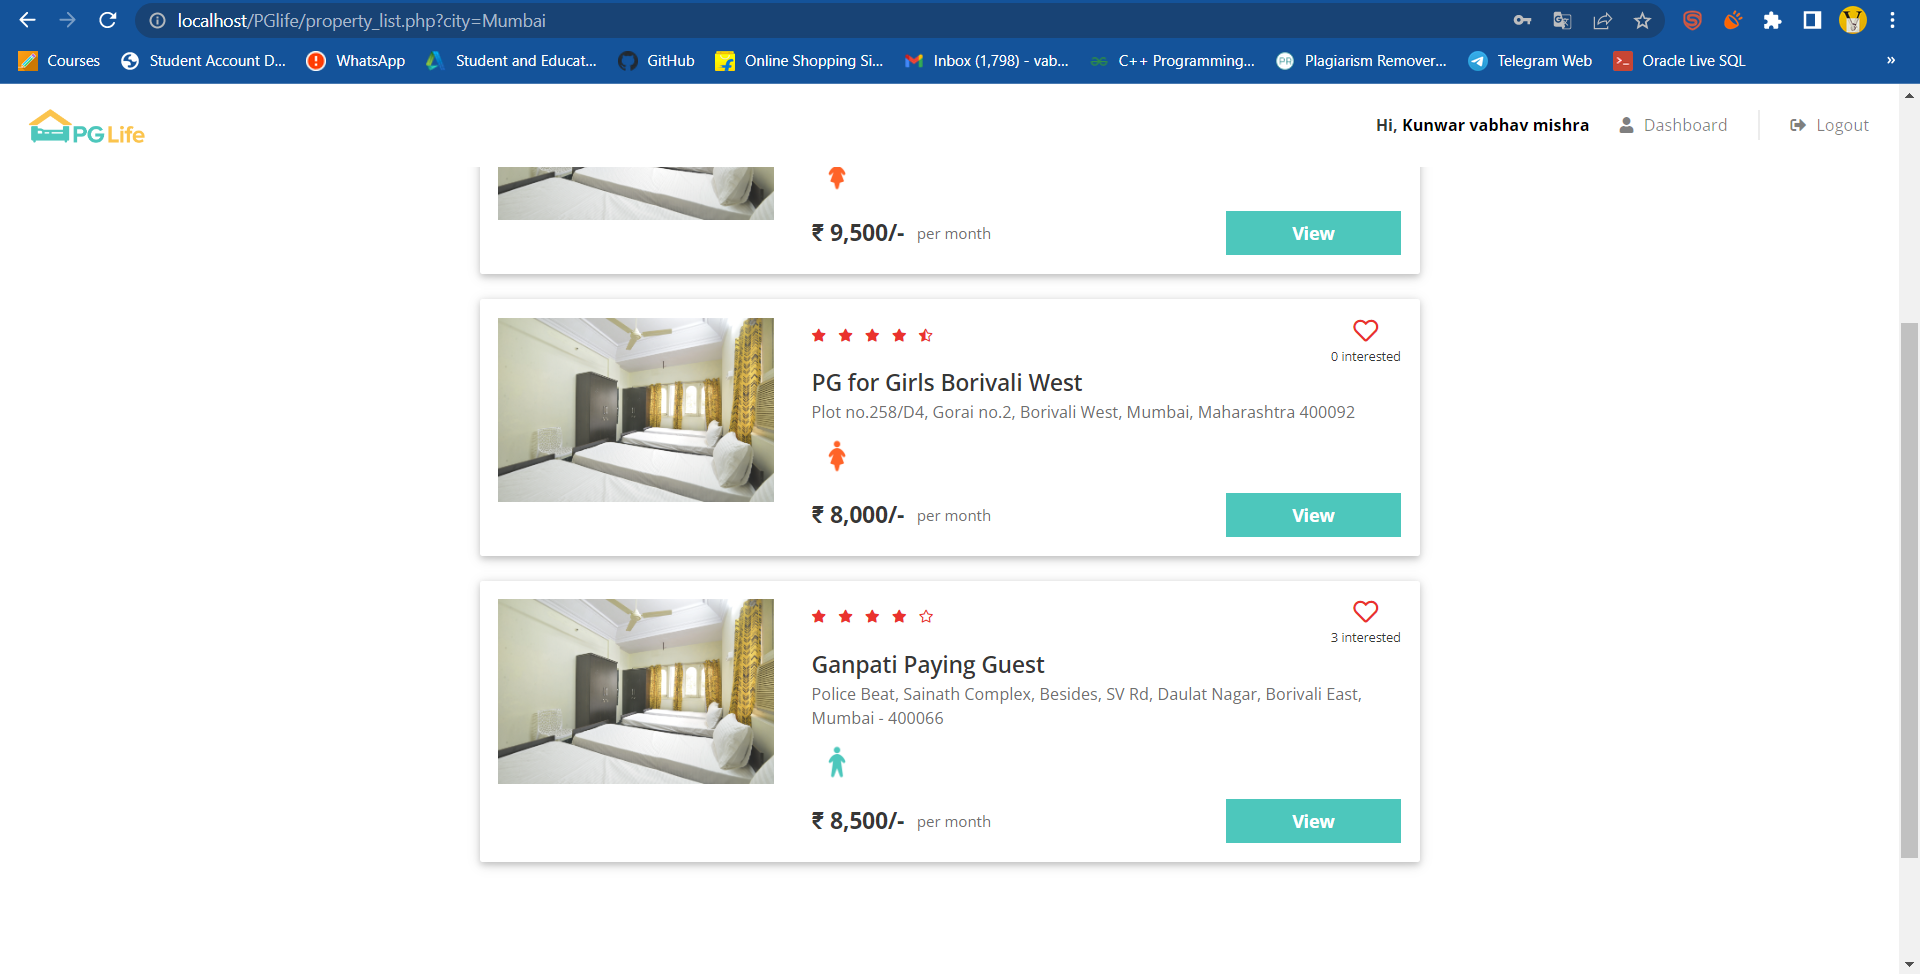 localhost/PGlife/property_list.php?city=Mumbai
Courses Student Account D... WhatsApp Student and Educat... GitHub Online Shopping Si... Inbox (1,798) - vab... C++ Programming... PR Plagiarism Remover... Telegram Web Oracle Live SQL »
PG Life
Hi, Kunwar vabhav mishra Dashboard Logout
₹ 9,500/- per month View
0 interested
PG for Girls Borivali West
Plot no.258/D4, Gorai no.2, Borivali West, Mumbai, Maharashtra 400092
₹ 8,000/- per month View
3 interested
Ganpati Paying Guest
Police Beat, Sainath Complex, Besides, SV Rd, Daulat Nagar, Borivali East,
Mumbai - 400066
₹ 8,500/- per month View